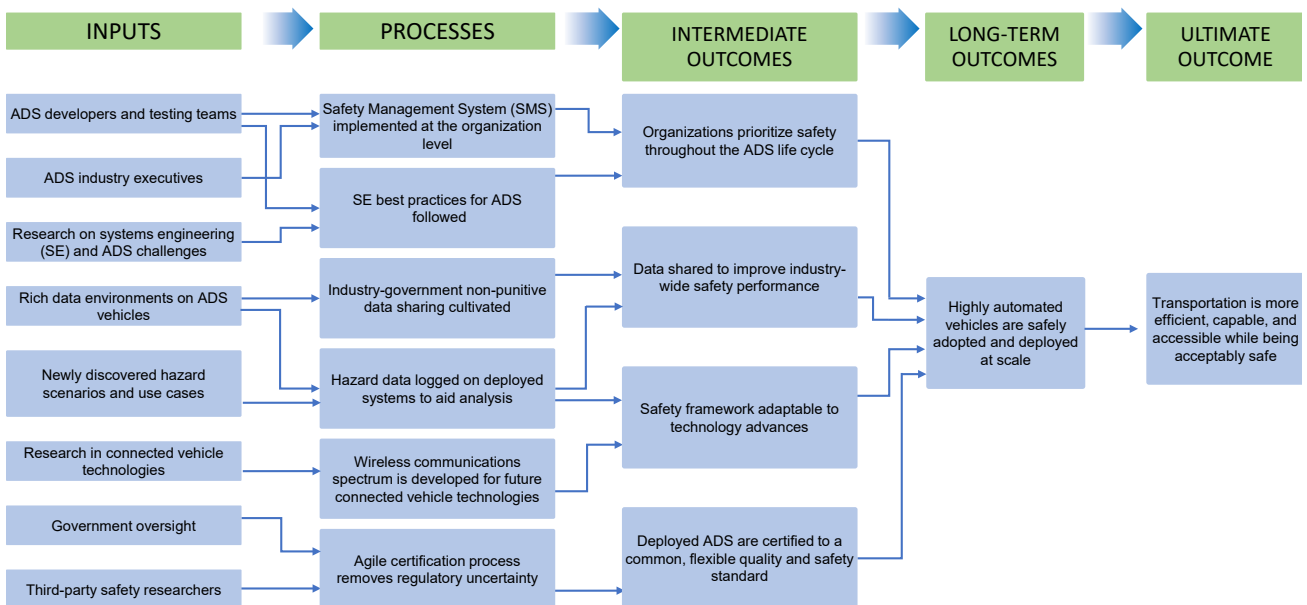 INPUTS
PROCESSES
INTERMEDIATE
OUTCOMES
LONG-TERM
OUTCOMES
ULTIMATE
OUTCOME
ADS developers and testing teams
ADS industry executives
Research on systems engineering
(SE) and ADS challenges
Rich data environments on ADS
vehicles
Newly discovered hazard
scenarios and use cases
Research in connected vehicle
technologies
Government oversight
Third-party safety researchers
Safety Management System (SMS)
implemented at the organization
level
SE best practices for ADS
followed
Industry-government non-punitive
data sharing cultivated
Hazard data logged on deployed
systems to aid analysis
Wireless communications
spectrum is developed for future
connected vehicle technologies
Agile certification process
removes regulatory uncertainty
Organizations prioritize safety
throughout the ADS life cycle
Data shared to improve industry-
wide safety performance
Safety framework adaptable to
technology advances
Deployed ADS are certified to a
common, flexible quality and safety
standard
Highly automated
vehicles are safely
adopted and deployed
at scale
Transportation is more
efficient, capable, and
accessible while being
acceptably safe